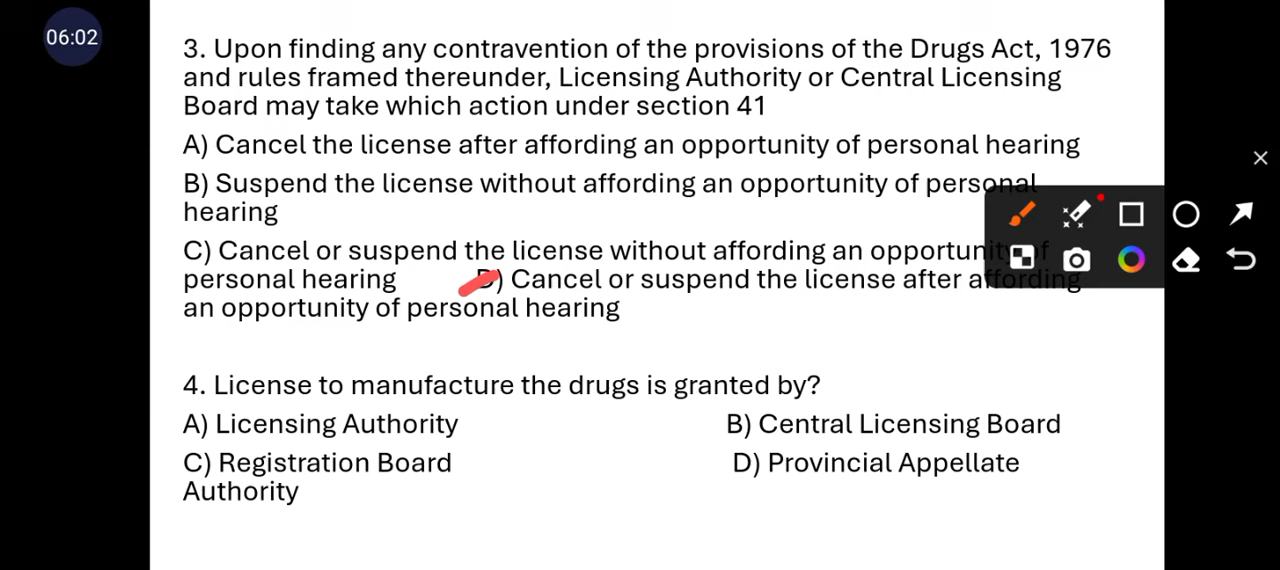 06:02
3. Upon finding any contravention of the provisions of the Drugs Act, 1976
and rules framed thereunder, Licensing Authority or Central Licensing
Board may take which action under section 41
A) Cancel the license after affording an opportunity of personal hearing
B) Suspend the license without affording an opportunity of personal
hearing
C) Cancel or suspend the license without affording an opportunity of
personal hearing D) Cancel or suspend the license after affording
an opportunity of personal hearing
4. License to manufacture the drugs is granted by?
A) Licensing Authority B) Central Licensing Board
C) Registration Board D) Provincial Appellate
Authority